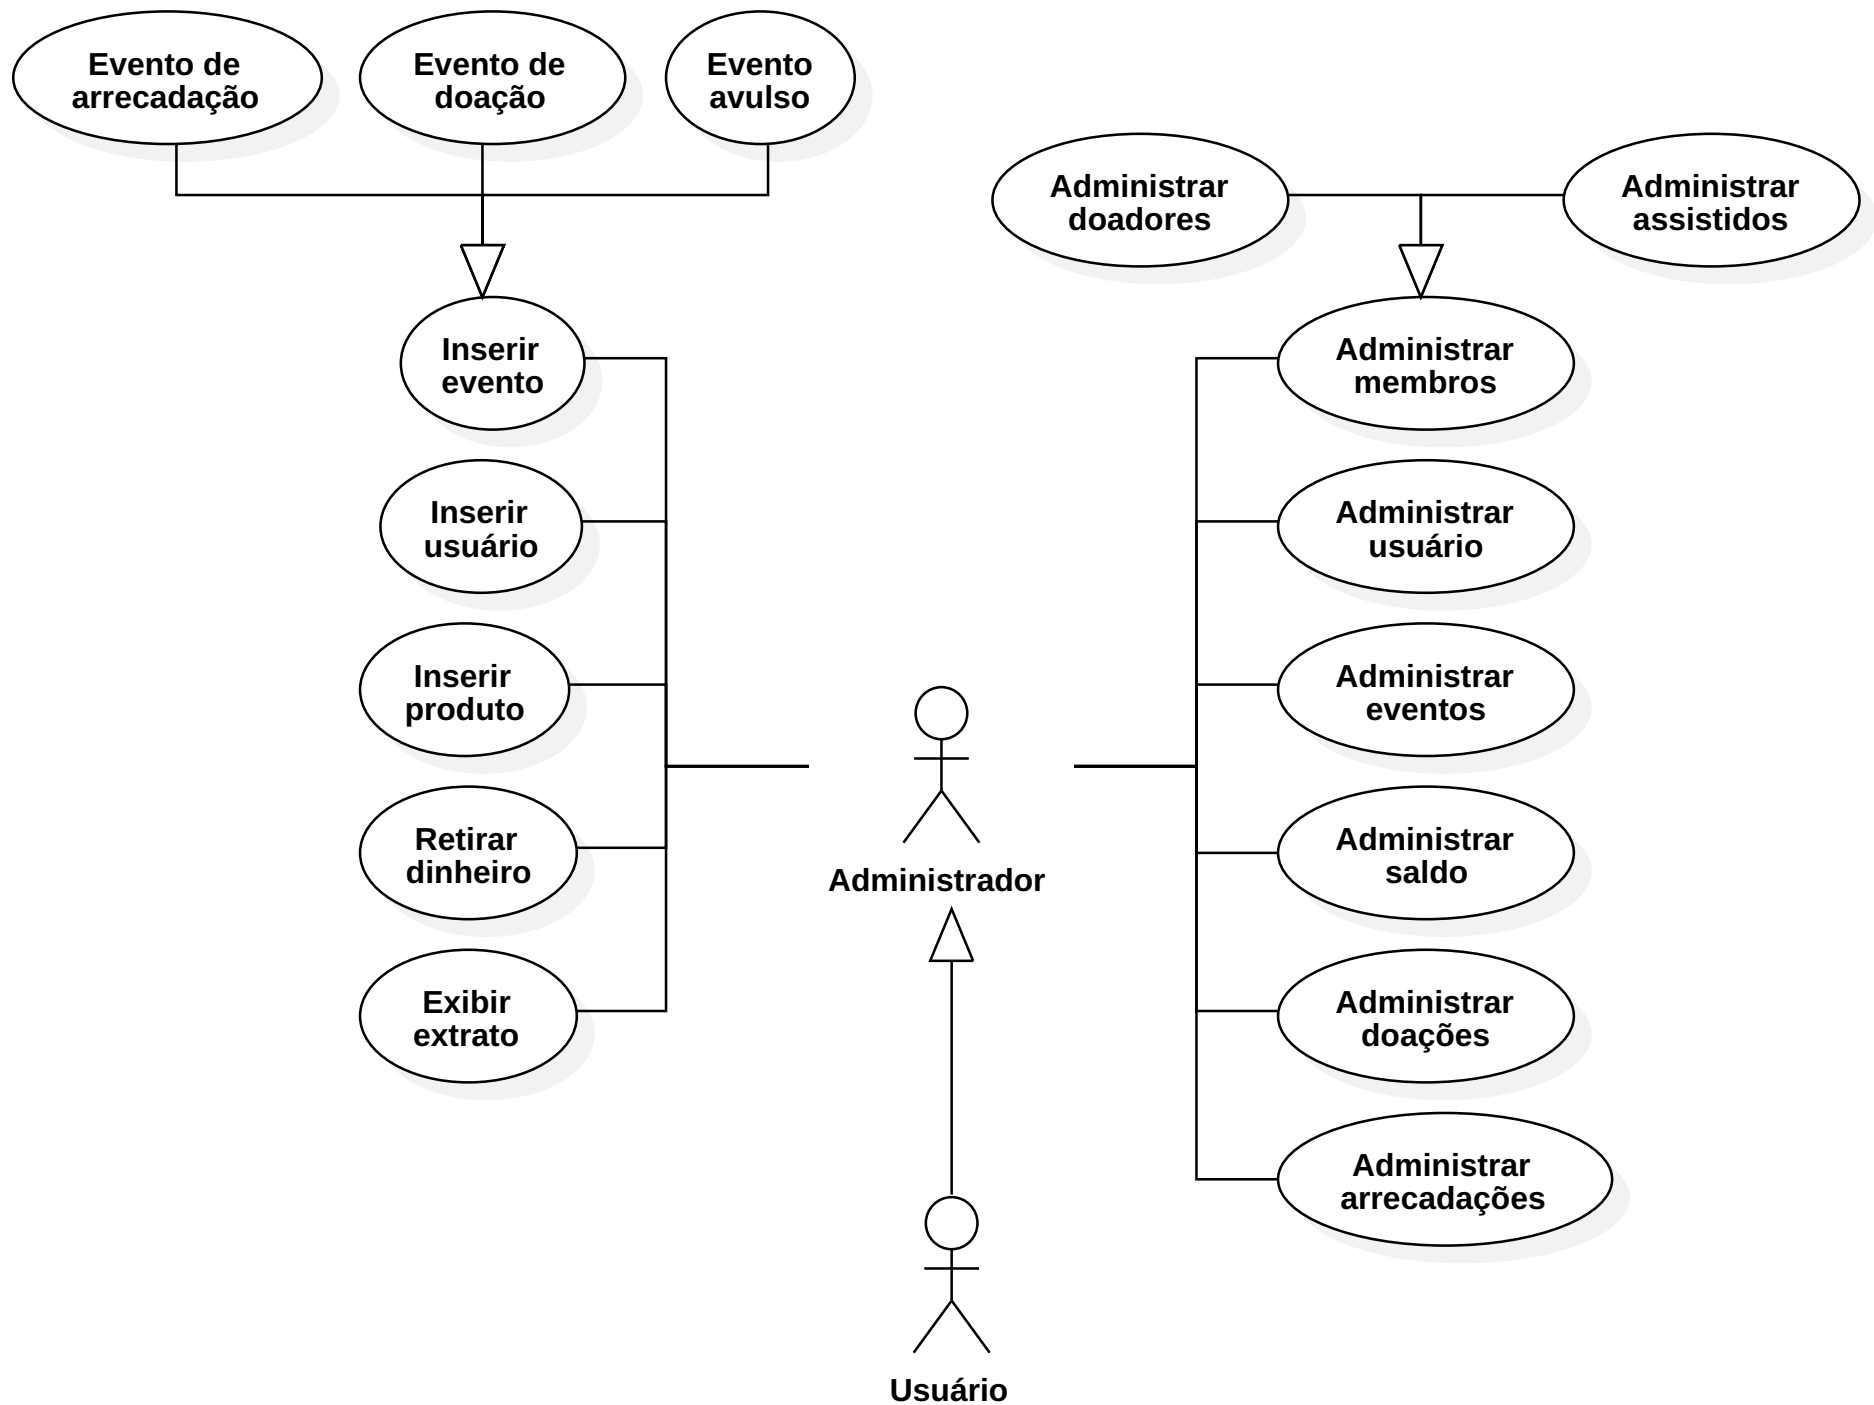 Evento de
arrecadação
Evento de
doação
Evento
avulso
Administrar
doadores
Administrar
assistidos
Inserir
evento
Administrar
membros
Inserir
usuário
Administrar
usuário
Inserir
produto
Administrar
eventos
Retirar
dinheiro
Administrador
Administrar
saldo
Exibir
extrato
Administrar
doações
Administrar
arrecadações
Usuário